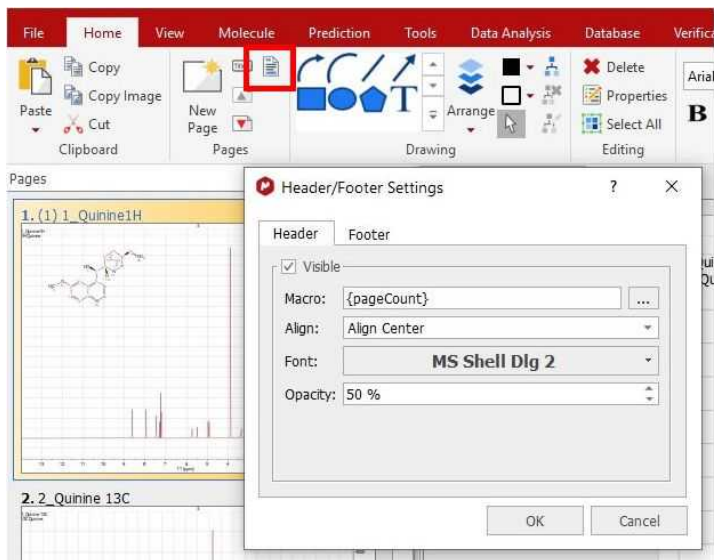 File Home View Molecule Prediction Tools Data Analysis Database Verifica
Copy
Copy Image
Cut
Paste
Clipboard
New
Page
Pages
T
Arrange
Drawing
Delete
Properties
Select All
Editing
Arial
B
Pages
1. (1) 1_Quinine1H
2. 2_Quinine 13C
Header/Footer Settings ? X
Header Footer
Visible
Macro: {pageCount} ...
Align: Align Center
Font: MS Shell Dlg 2
Opacity: 50 %
OK Cancel